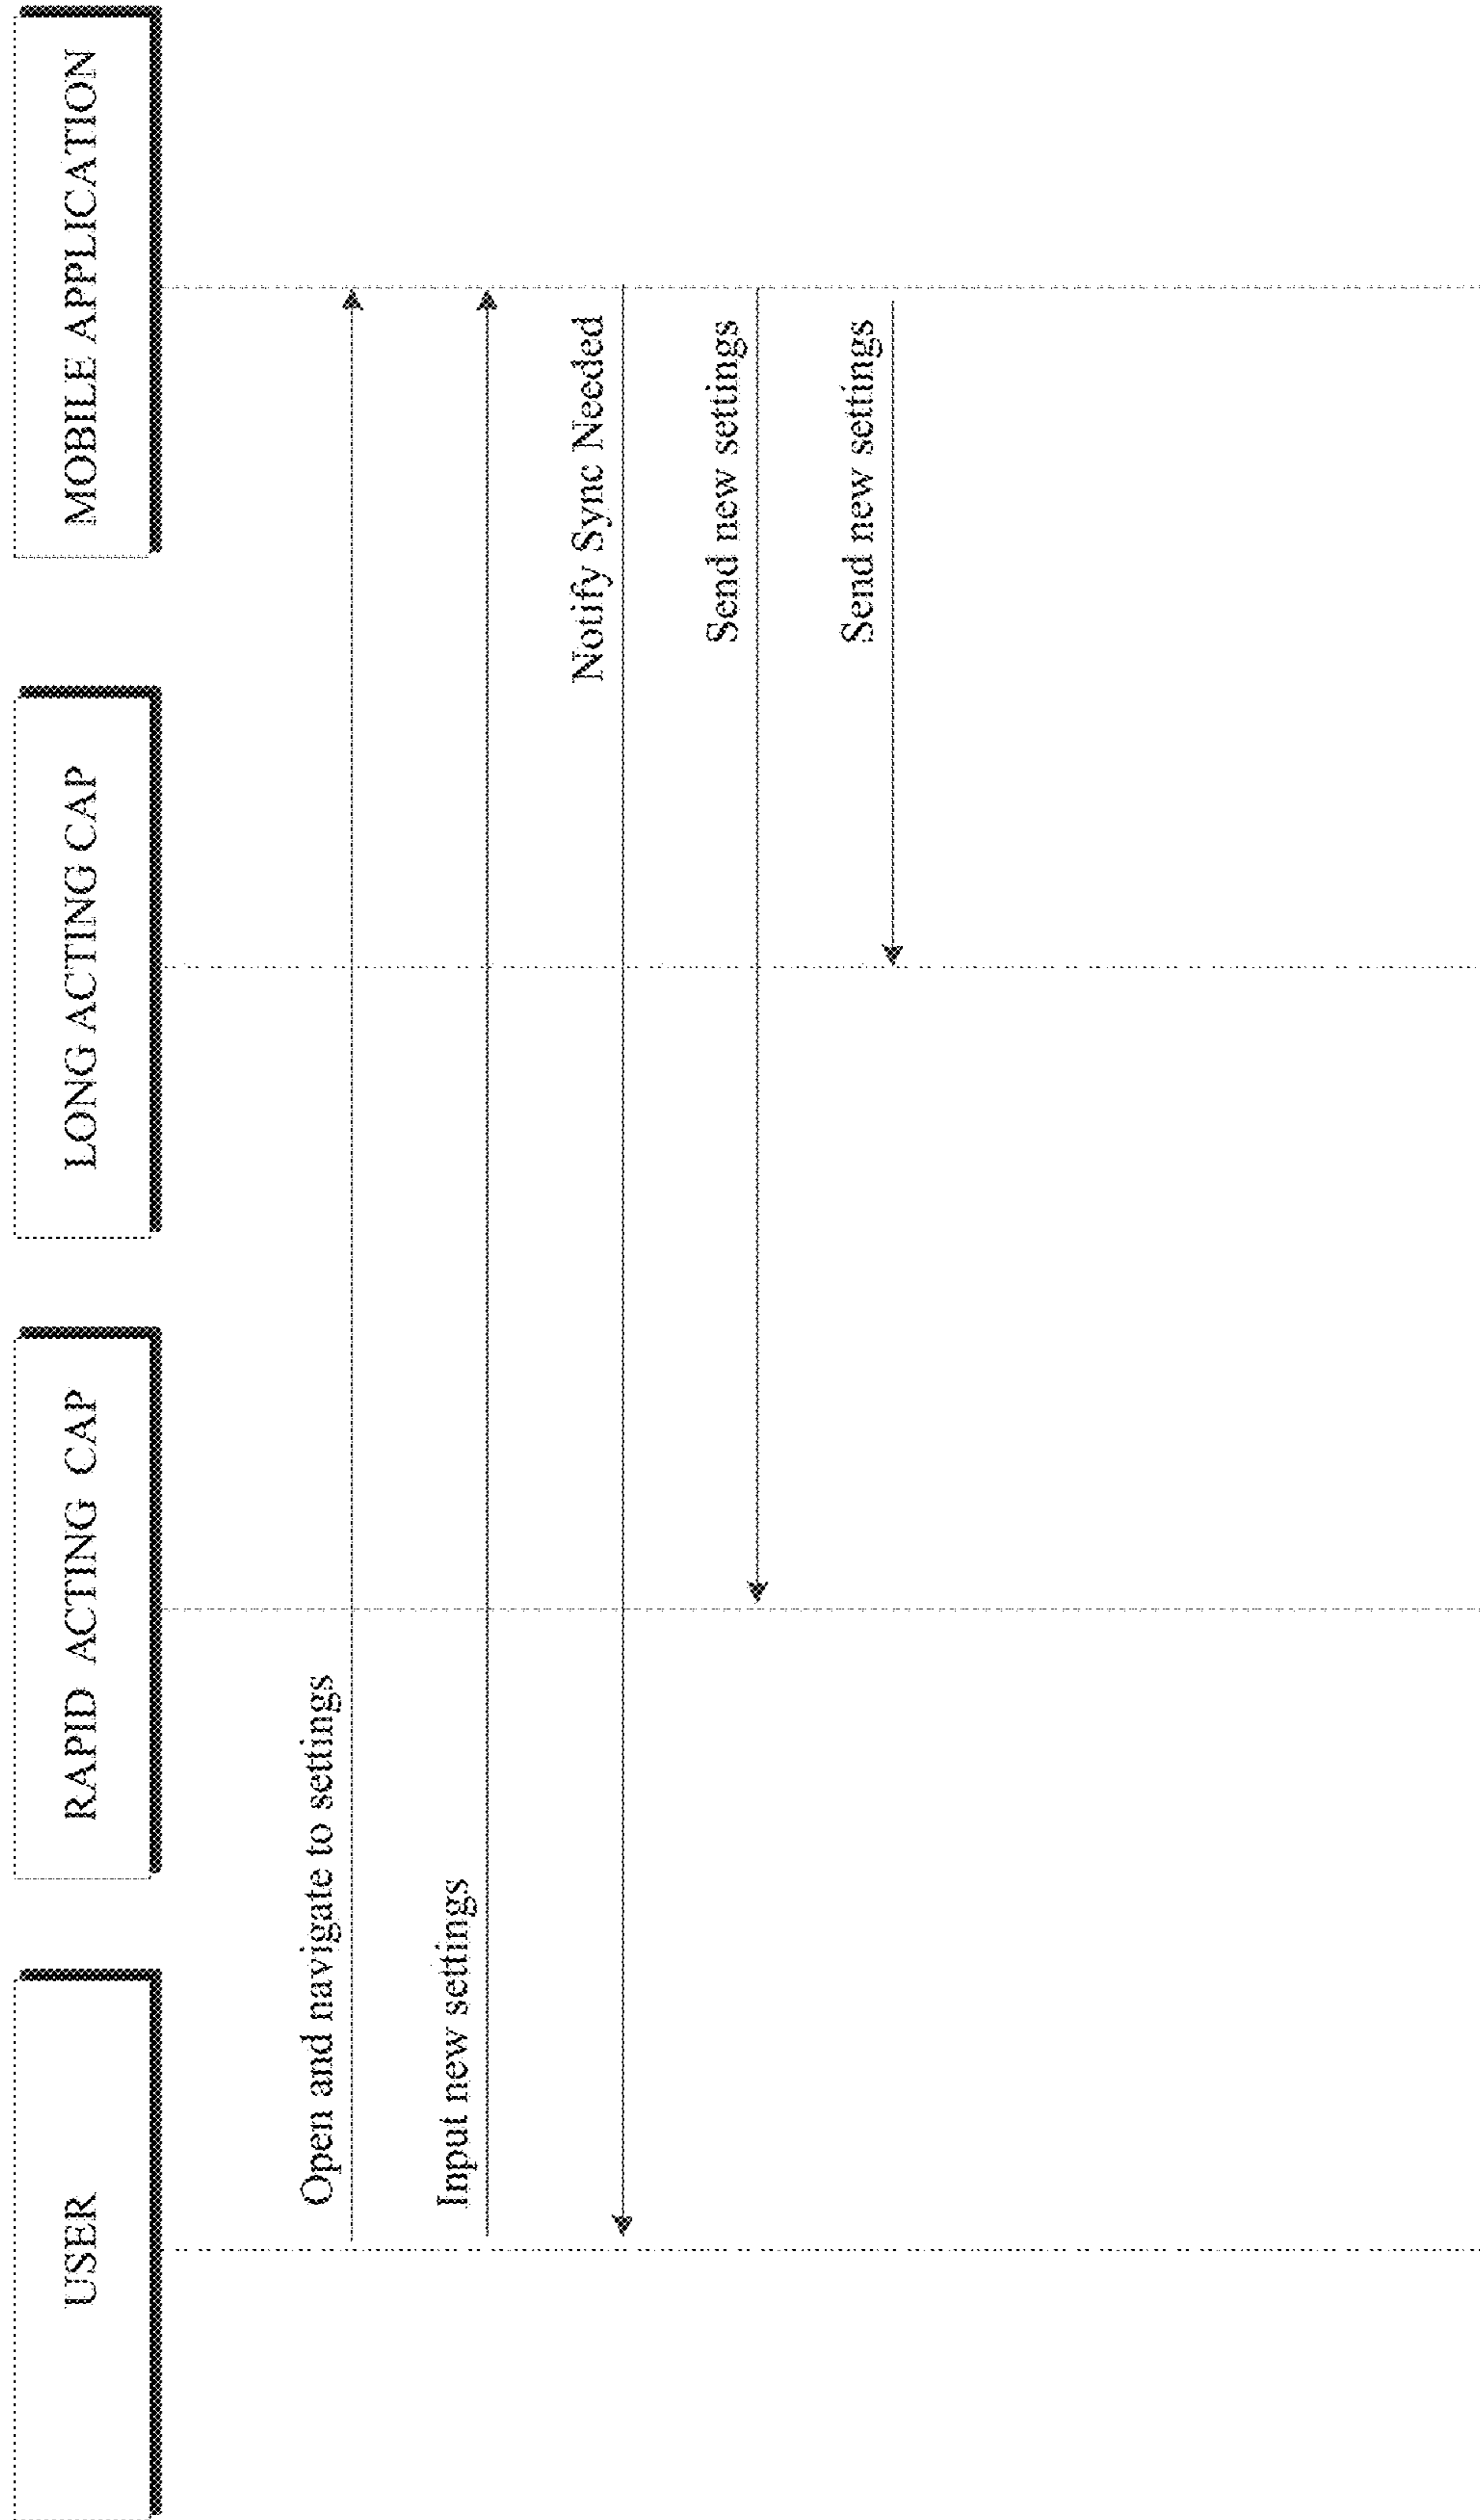 USER
RAPID ACTING CAP
LONG ACTING CAP
MOBILE APPLICATION
Open and navigate to settings
Input new settings
Notify Sync Needed
Send new settings
Send new settings